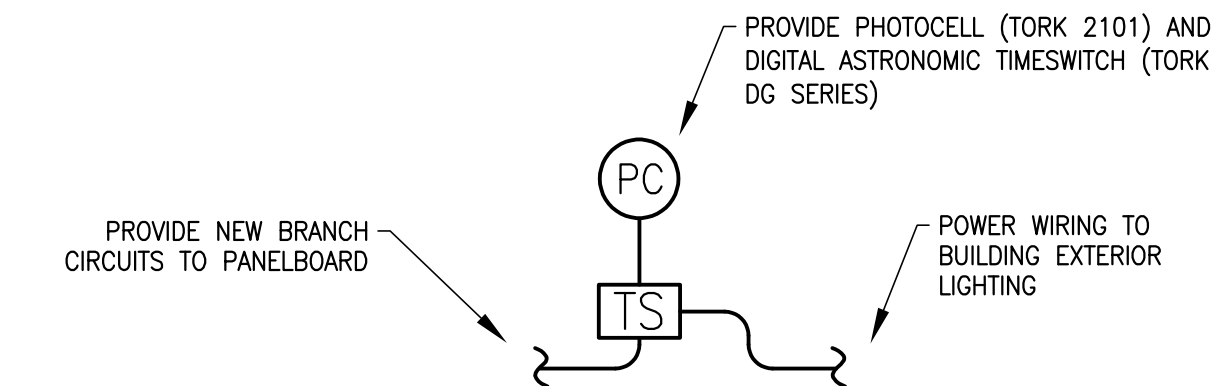 PROVIDE PHOTOCELL (TORK 2101) AND
DIGITAL ASTRONOMIC TIMESWITCH (TORK
DG SERIES)
PC
PROVIDE NEW BRANCH
CIRCUITS TO PANELBOARD
POWER WIRING TO
BUILDING EXTERIOR
LIGHTING
TS